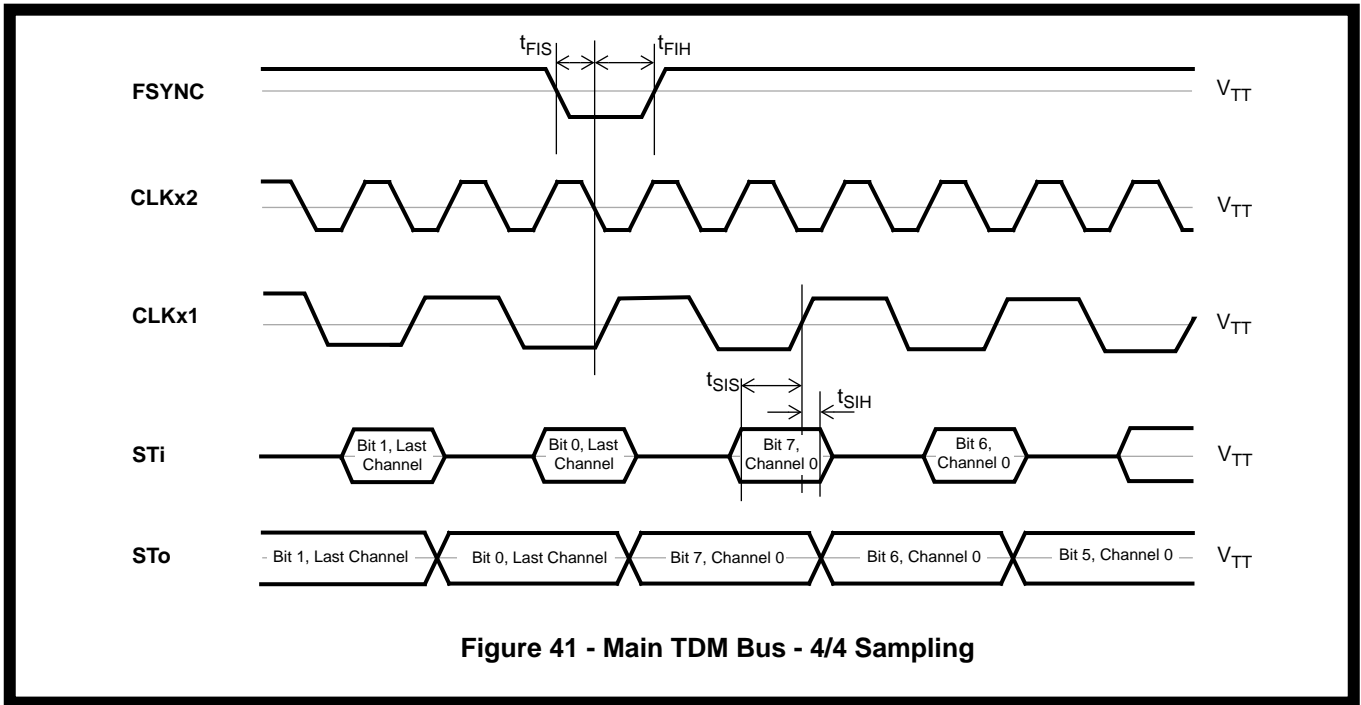 tFIS
tFIH
FSYNC
VTT
CLKx2
VTT
CLKx1
VTT
tSIS
tSIH
STi
Bit 1, Last
Channel
Bit 0, Last
Channel
Bit 7,
Channel 0
Bit 6,
Channel 0
VTT
STo
Bit 1, Last Channel
Bit 0, Last Channel
Bit 7, Channel 0
Bit 6, Channel 0
Bit 5, Channel 0
VTT
Figure 41 - Main TDM Bus - 4/4 Sampling